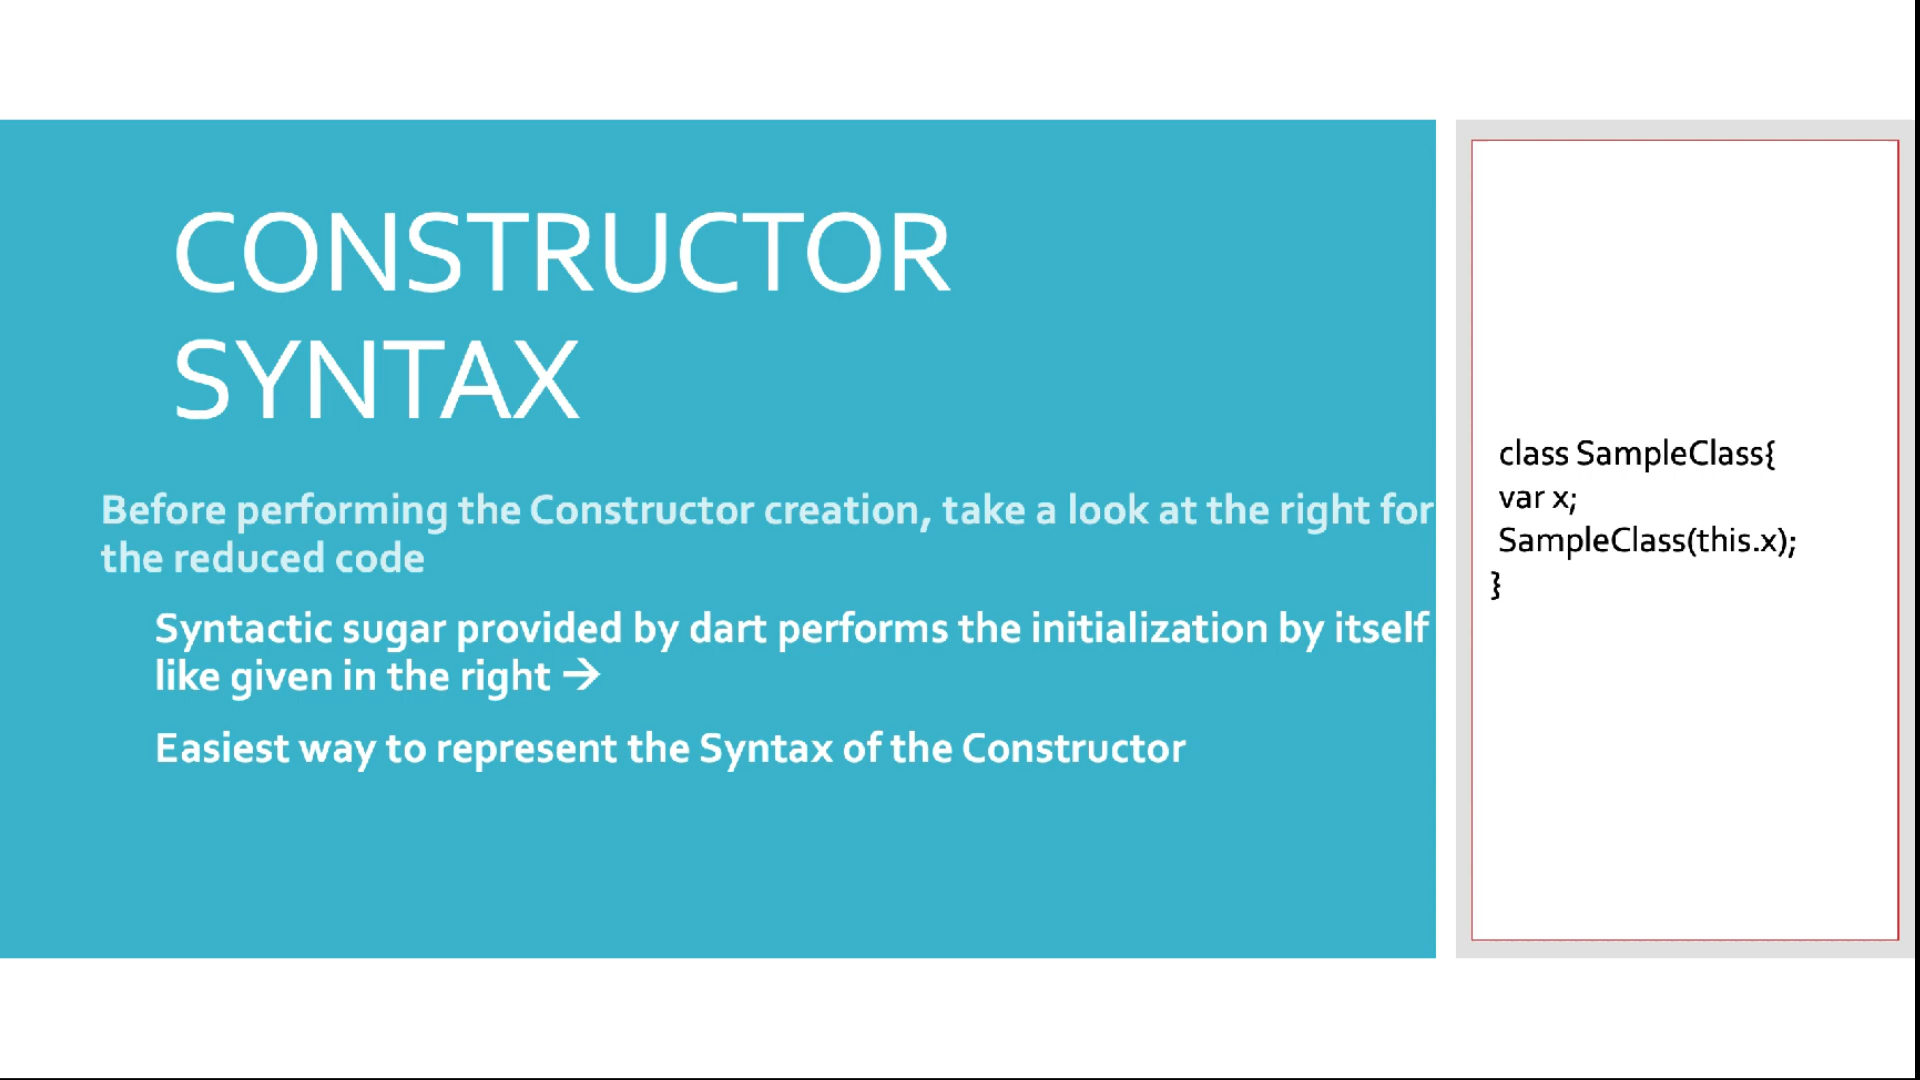 CONSTRUCTOR
SYNTAX
Before performing the Constructor creation, take a look at the right for
the reduced code
Syntactic sugar provided by dart performs the initialization by itself
like given in the right →
Easiest way to represent the Syntax of the Constructor
class SampleClass{
var x;
SampleClass(this.x);
}